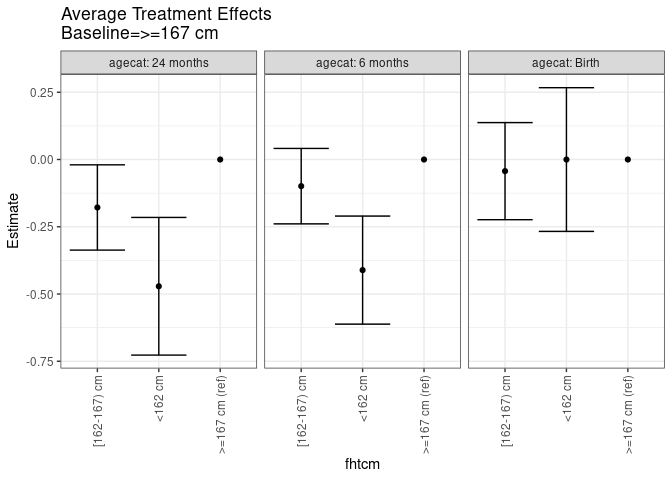 Average Treatment Effects
Baseline=>=167 cm
agecat: 24 months
agecat: 6 months
agecat: Birth
0.25
0.00
-0.25
-0.50
-0.75
Estimate
[162-167) cm
<162 cm
>=167 cm (ref)
[162-167) cm
<162 cm
>=167 cm (ref)
[162-167) cm
<162 cm
>=167 cm (ref)
fhtcm